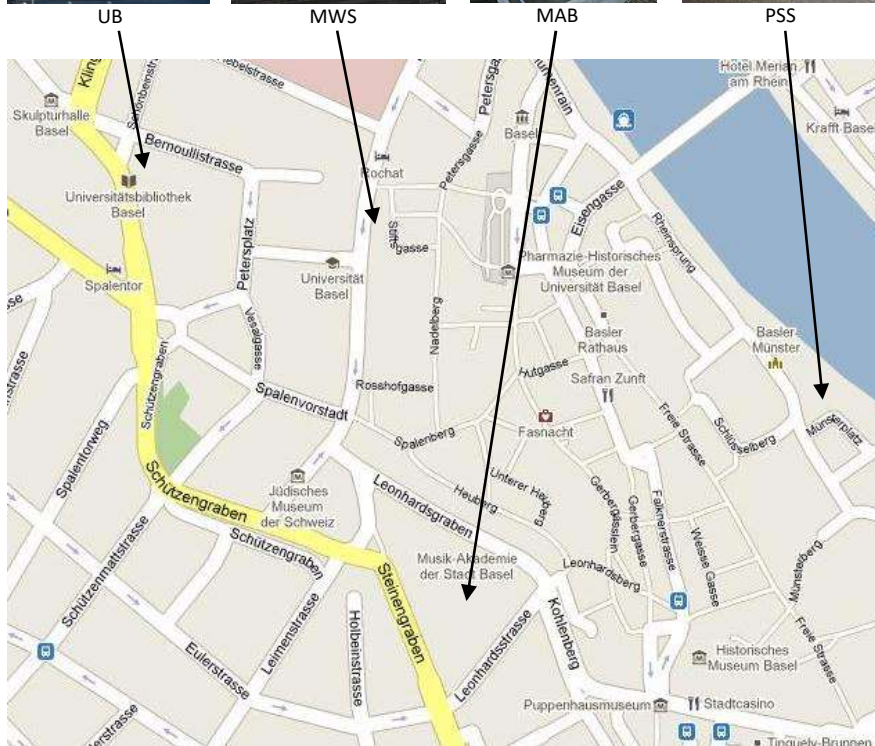 UB MWS MAB PSS
Petersgasse
Hotel Merian
am Rhein
Skulpturhalle
Basel
Basel
Krafft Basel
Bernoullistrasse
Petersgasse
Rochat
Eisengasse
Universitätsbibliothek
Basel
Rheinsprung
Stiftsgasse
Petersplatz
Pharmazie-Historisches
Museum der
Universität Basel
Universität
Basel
Spalentor
Nadelberg
Vesalgasse
Basler
Rathaus
Basler
Münster
Hutgasse
Safran Zunft
Rosshofgasse
Schützengraben
Spalenvorstadt
Freie Strasse
Schlüsselberg
Münsterplatz
Spalenberg
Fasnacht
Spalentorweg
Heuberg
Unterer Heuberg
Leonhardsgraben
Jüdisches
Museum
der Schweiz
Schützengraben
Gerbergässlein
Gerbergasse
Falknerstrasse
Weisse Gasse
Schützengraben
Musik-Akademie
der Stadt Basel
Leonhardsberg
Münsterberg
Schützenmattstrasse
Steinengraben
Kohlenberg
Leimenstrasse
Holbeinstrasse
Freie Strasse
Leonhardsstrasse
Eulerstrasse
Historisches
Museum Basel
Puppenhausmuseum
Stadtcasino
Tinguely-Brunnen